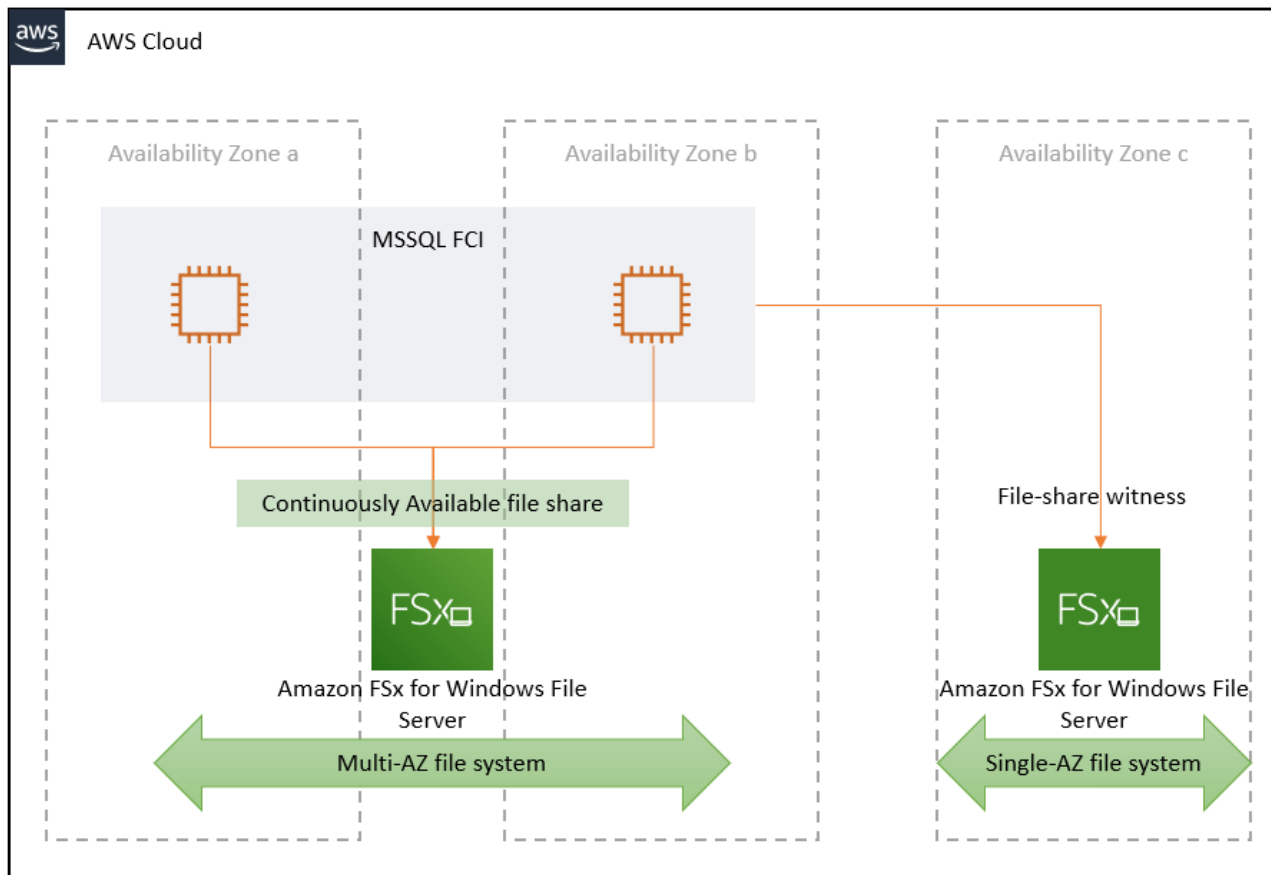 aws
AWS Cloud
Availability Zone a
Availability Zone b
Availability Zone c
MSSQL FCI
Continuously Available file share
File-share witness
FSx
FSx
Amazon FSx for Windows File
Server
Amazon FSx for Windows File
Server
Multi-AZ file system
Single-AZ file system